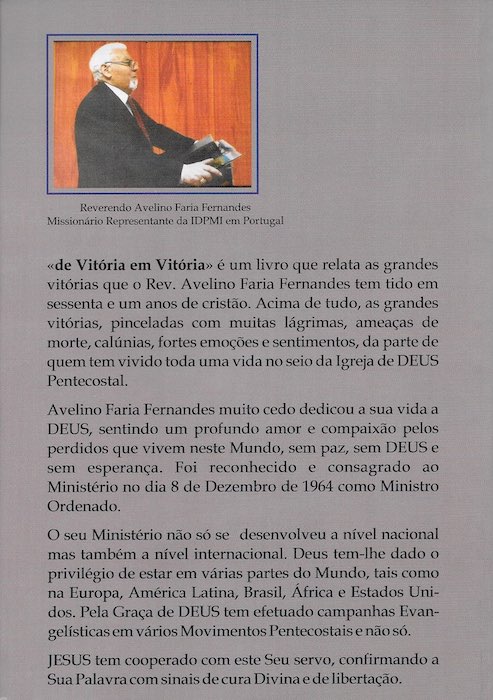 Reverendo Avelino Faria Fernandes
Missionário Representante da IDPMI em Portugal
«de Vitória em Vitória» é um livro que relata as grandes
vitórias que o Rev. Avelino Faria Fernandes tem tido em
sessenta e um anos de cristão. Acima de tudo, as grandes
vitórias, pinceladas com muitas lágrimas, ameaças de
morte, calúnias, fortes emoções e sentimentos, da parte de
quem tem vivido toda uma vida no seio da Igreja de DEUS
Pentecostal.
Avelino Faria Fernandes muito cedo dedicou a sua vida a
DEUS, sentindo um profundo amor e compaixão pelos
perdidos que vivem neste Mundo, sem paz, sem DEUS e
sem esperança. Foi reconhecido e consagrado ao
Ministério no dia 8 de Dezembro de 1964 como Ministro
Ordenado.
O seu Ministério não só se desenvolveu a nível nacional
mas também a nível internacional. Deus tem-lhe dado o
privilégio de estar em várias partes do Mundo, tais como
na Europa, América Latina, Brasil, África e Estados Uni-
dos. Pela Graça de DEUS tem efetuado campanhas Evan-
gelísticas em vários Movimentos Pentecostais e não só.
JESUS tem cooperado com este Seu servo, confirmando a
Sua Palavra com sinais de cura Divina e de libertação.